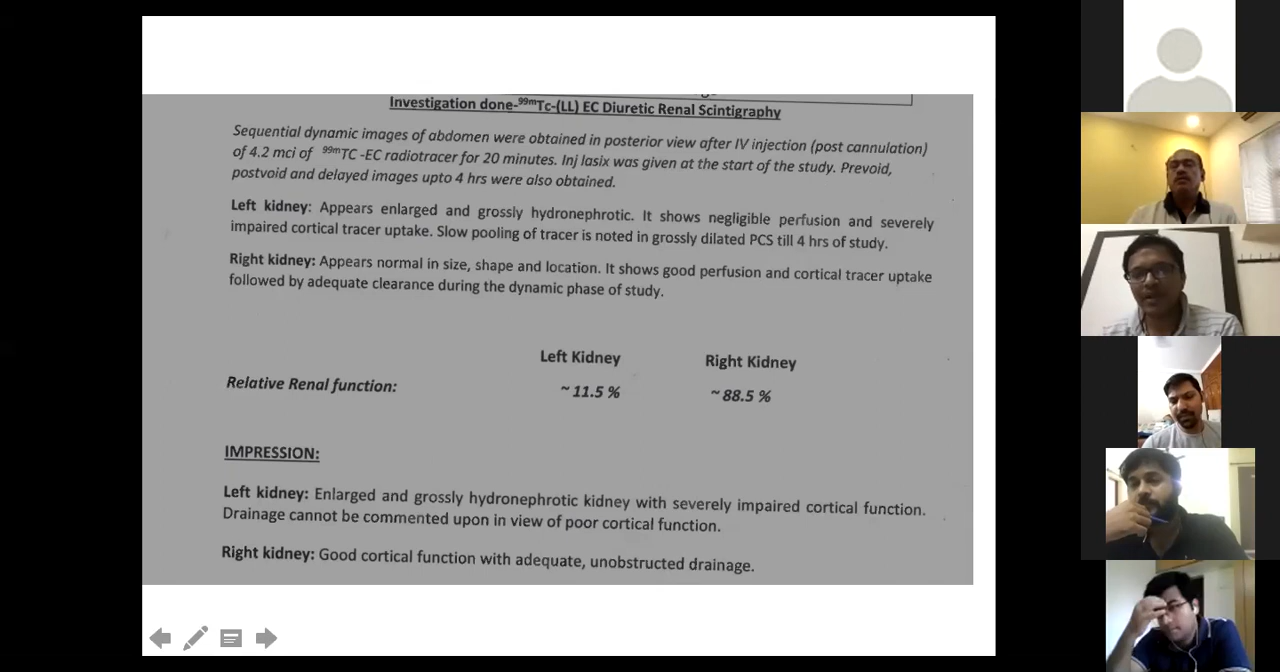 Investigation done-99mTc-(LL) EC Diuretic Renal Scintigraphy
Sequential dynamic images of abdomen were obtained in posterior view after IV injection (post cannulation)
of 4.2 mci of 99mTC -EC radiotracer for 20 minutes. Inj lasix was given at the start of the study. Prevoid,
postvoid and delayed images upto 4 hrs were also obtained.
Left kidney: Appears enlarged and grossly hydronephrotic. It shows negligible perfusion and severely
impaired cortical tracer uptake. Slow pooling of tracer is noted in grossly dilated PCS till 4 hrs of study.
Right kidney: Appears normal in size, shape and location. It shows good perfusion and cortical tracer uptake
followed by adequate clearance during the dynamic phase of study.
Left Kidney Right Kidney
Relative Renal function: ~ 11.5 % ~ 88.5 %
IMPRESSION:
Left kidney: Enlarged and grossly hydronephrotic kidney with severely impaired cortical function.
Drainage cannot be commented upon in view of poor cortical function.
Right kidney: Good cortical function with adequate, unobstructed drainage.